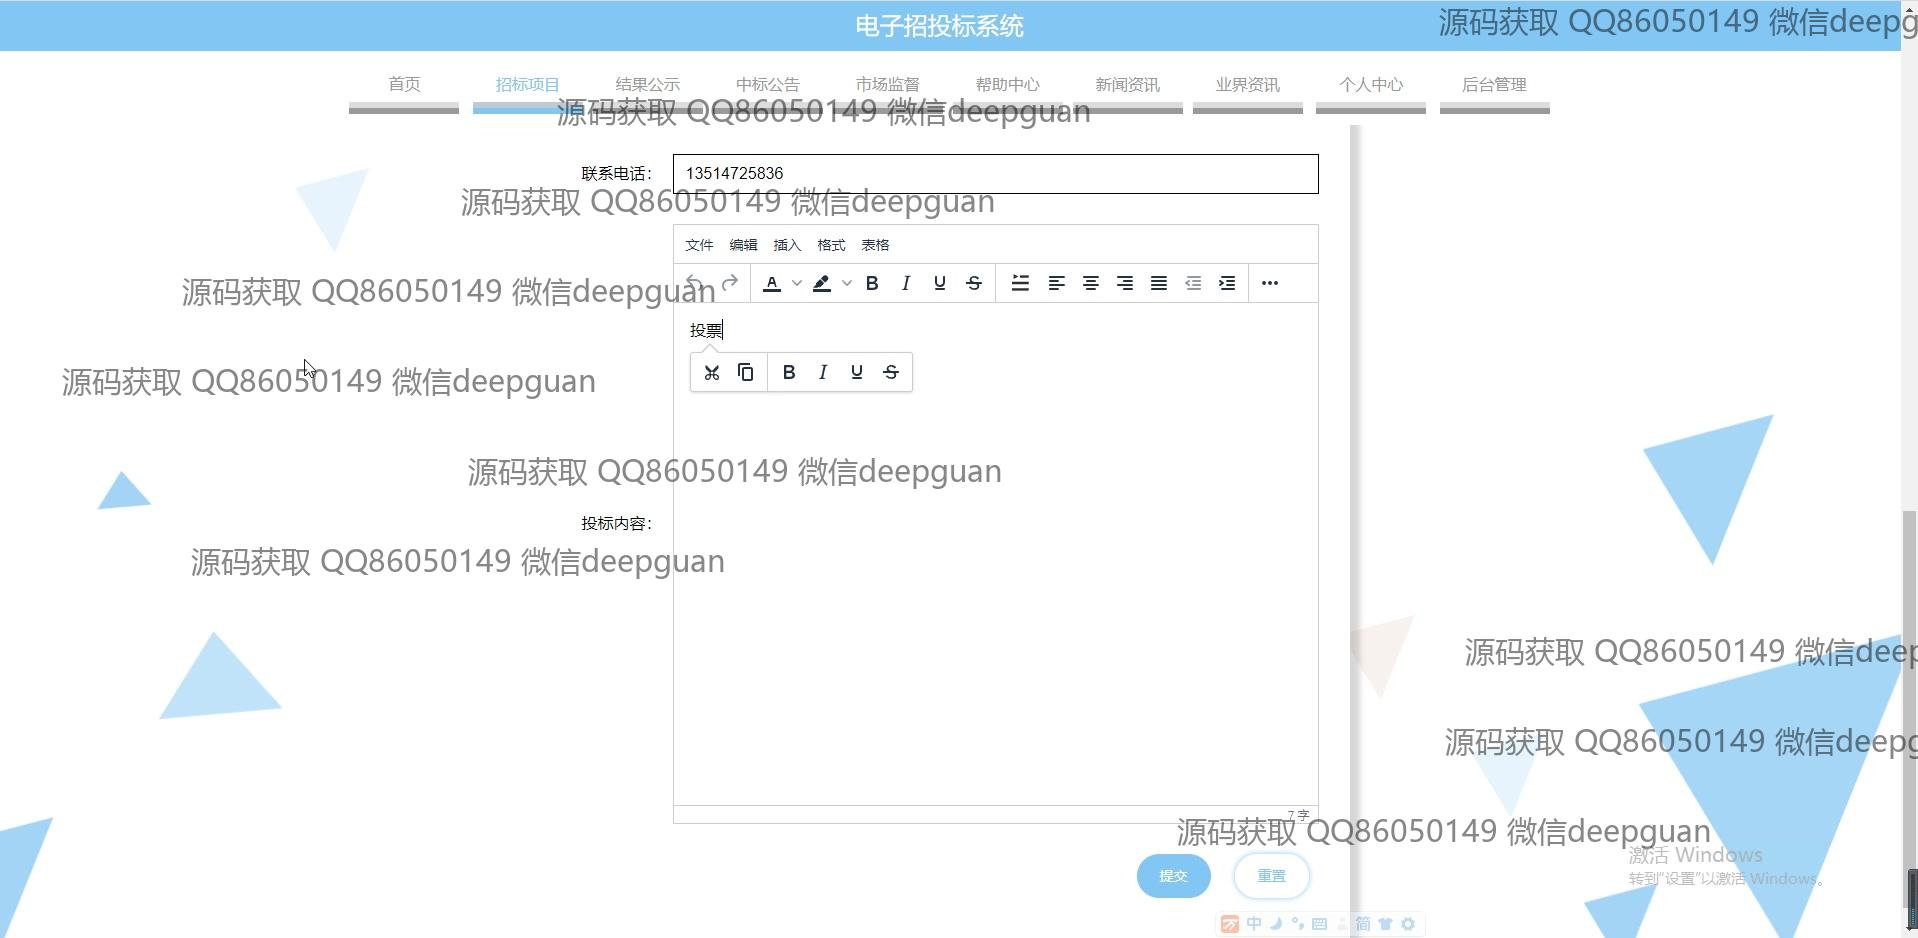 电子招投标系统
源码获取 QQ86050149 微信deepg
首页 招标项目 结果公示 中标公告 市场监督 帮助中心 新闻资讯 业界资讯 个人中心 后台管理
源码获取 QQ86050149 微信deepguan
联系电话： 13514725836
源码获取 QQ86050149 微信deepguan
文件 编辑 插入 格式 表格
源码获取 QQ86050149 微信deepguan
投票
源码获取 QQ86050149 微信deepguan
源码获取 QQ86050149 微信deepguan
投标内容：
源码获取 QQ86050149 微信deepguan
源码获取 QQ86050149 微信deep
源码获取 QQ86050149 微信deepg
7 字
源码获取 QQ86050149 微信deepguan
激活 Windows
转到“设置”以激活 Windows。
提交 重置
中 简